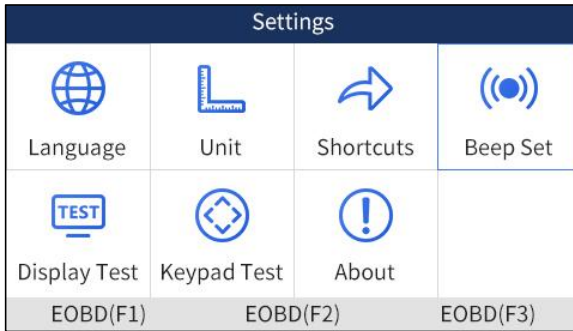 Settings
Language Unit Shortcuts Beep Set
TEST
Display Test Keypad Test About
EOBD(F1) EOBD(F2) EOBD(F3)